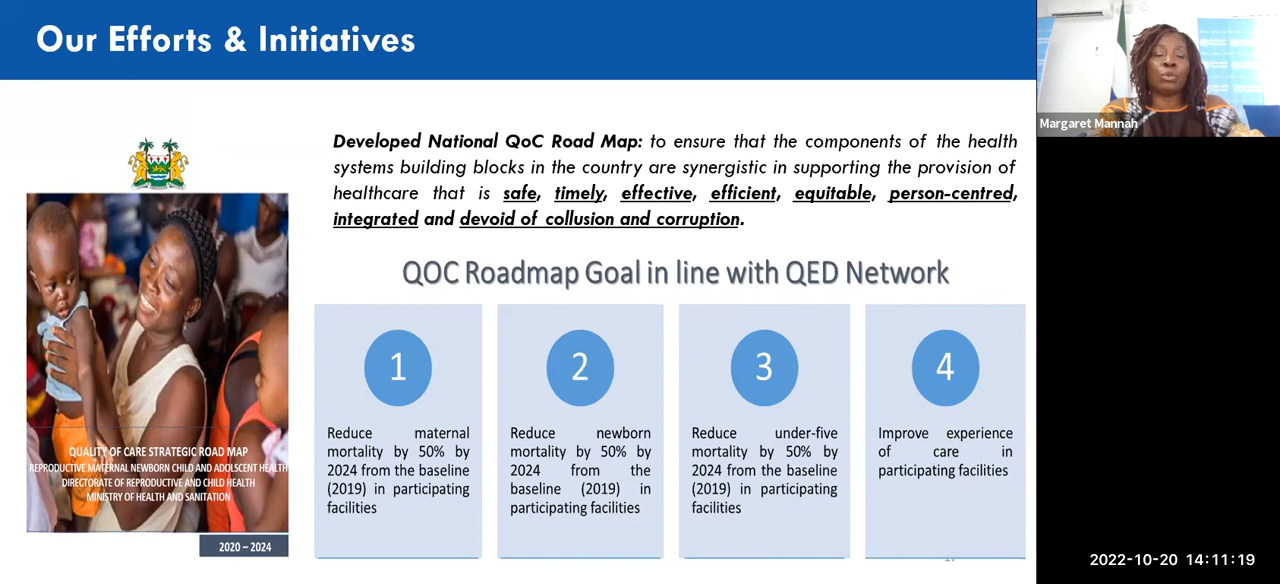 Our Efforts & Initiatives
Developed National QoC Road Map: to ensure that the components of the health
systems building blocks in the country are synergistic in supporting the provision of
healthcare that is safe, timely, effective, efficient, equitable, person-centred,
integrated and devoid of collusion and corruption.
QUALITY OF CARE STRATEGIC ROAD MAP
REPRODUCTIVE MATERNAL NEWBORN CHILD AND ADOLSCENT HEALTH
DIRECTORATE OF REPRODUCTIVE AND CHILD HEALTH
MINISTRY OF HEALTH AND SANITATION
2020 – 2024
QOC Roadmap Goal in line with QED Network
1
Reduce maternal
mortality by 50% by
2024 from the baseline
(2019) in participating
facilities
2
Reduce newborn
mortality by 50% by
2024 from the
baseline (2019) in
participating facilities
3
Reduce under-five
mortality by 50% by
2024 from the baseline
(2019) in participating
facilities
4
Improve experience
of care in
participating facilities
Margaret Mannah
2022-10-20 14:11:19